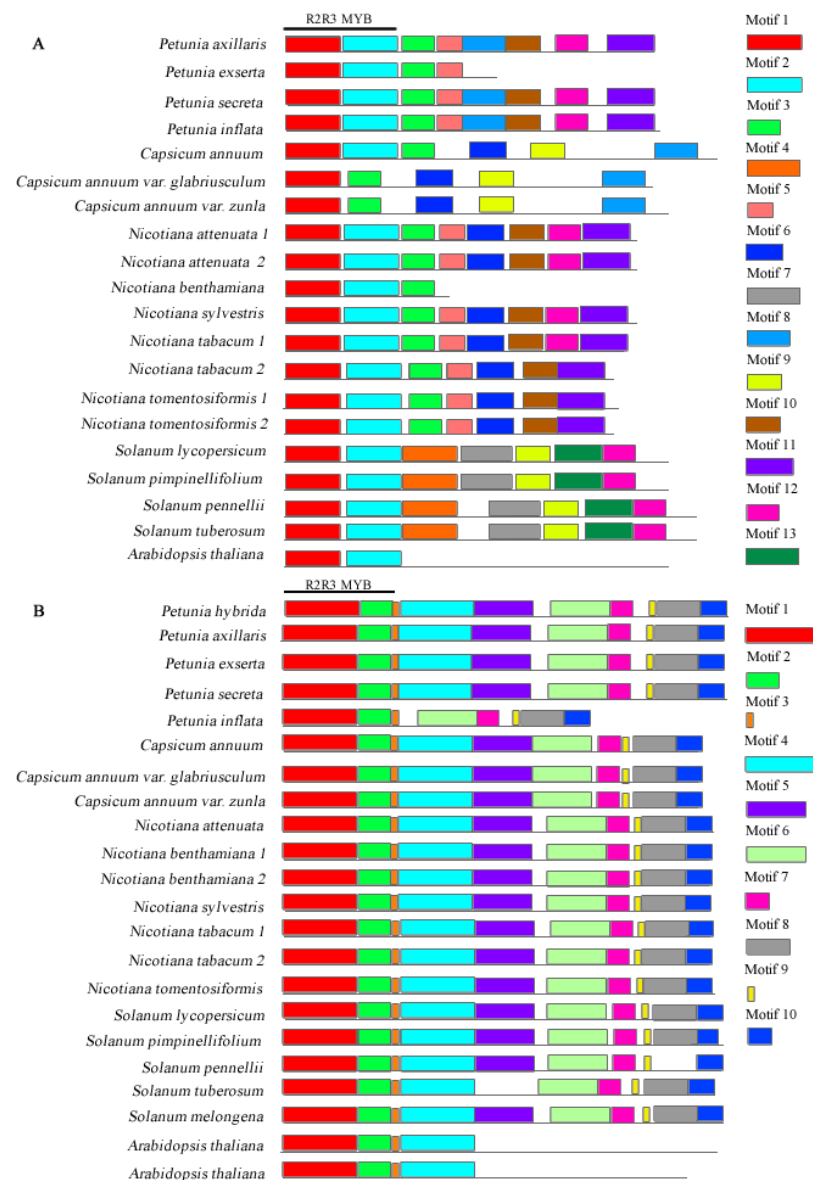 R2R3 MYB
A
Petunia axillaris
Petunia exserta
Petunia secreta
Petunia inflata
Capsicum annuum
Capsicum annuum var. glabriusculum
Capsicum annuum var. zunla
Nicotiana attenuata 1
Nicotiana attenuata 2
Nicotiana benthamiana
Nicotiana sylvestris
Nicotiana tabacum 1
Nicotiana tabacum 2
Nicotiana tomentosiformis 1
Nicotiana tomentosiformis 2
Solanum lycopersicum
Solanum pimpinellifolium
Solanum pennellii
Solanum tuberosum
Arabidopsis thaliana
Motif 1
Motif 2
Motif 3
Motif 4
Motif 5
Motif 6
Motif 7
Motif 8
Motif 9
Motif 10
Motif 11
Motif 12
Motif 13
R2R3 MYB
B
Petunia hybrida
Petunia axillaris
Petunia exserta
Petunia secreta
Petunia inflata
Capsicum annuum
Capsicum annuum var. glabriusculum
Capsicum annuum var. zunla
Nicotiana attenuata
Nicotiana benthamiana 1
Nicotiana benthamiana 2
Nicotiana sylvestris
Nicotiana tabacum 1
Nicotiana tabacum 2
Nicotiana tomentosiformis
Solanum lycopersicum
Solanum pimpinellifolium
Solanum pennellii
Solanum tuberosum
Solanum melongena
Arabidopsis thaliana
Arabidopsis thaliana
Motif 1
Motif 2
Motif 3
Motif 4
Motif 5
Motif 6
Motif 7
Motif 8
Motif 9
Motif 10